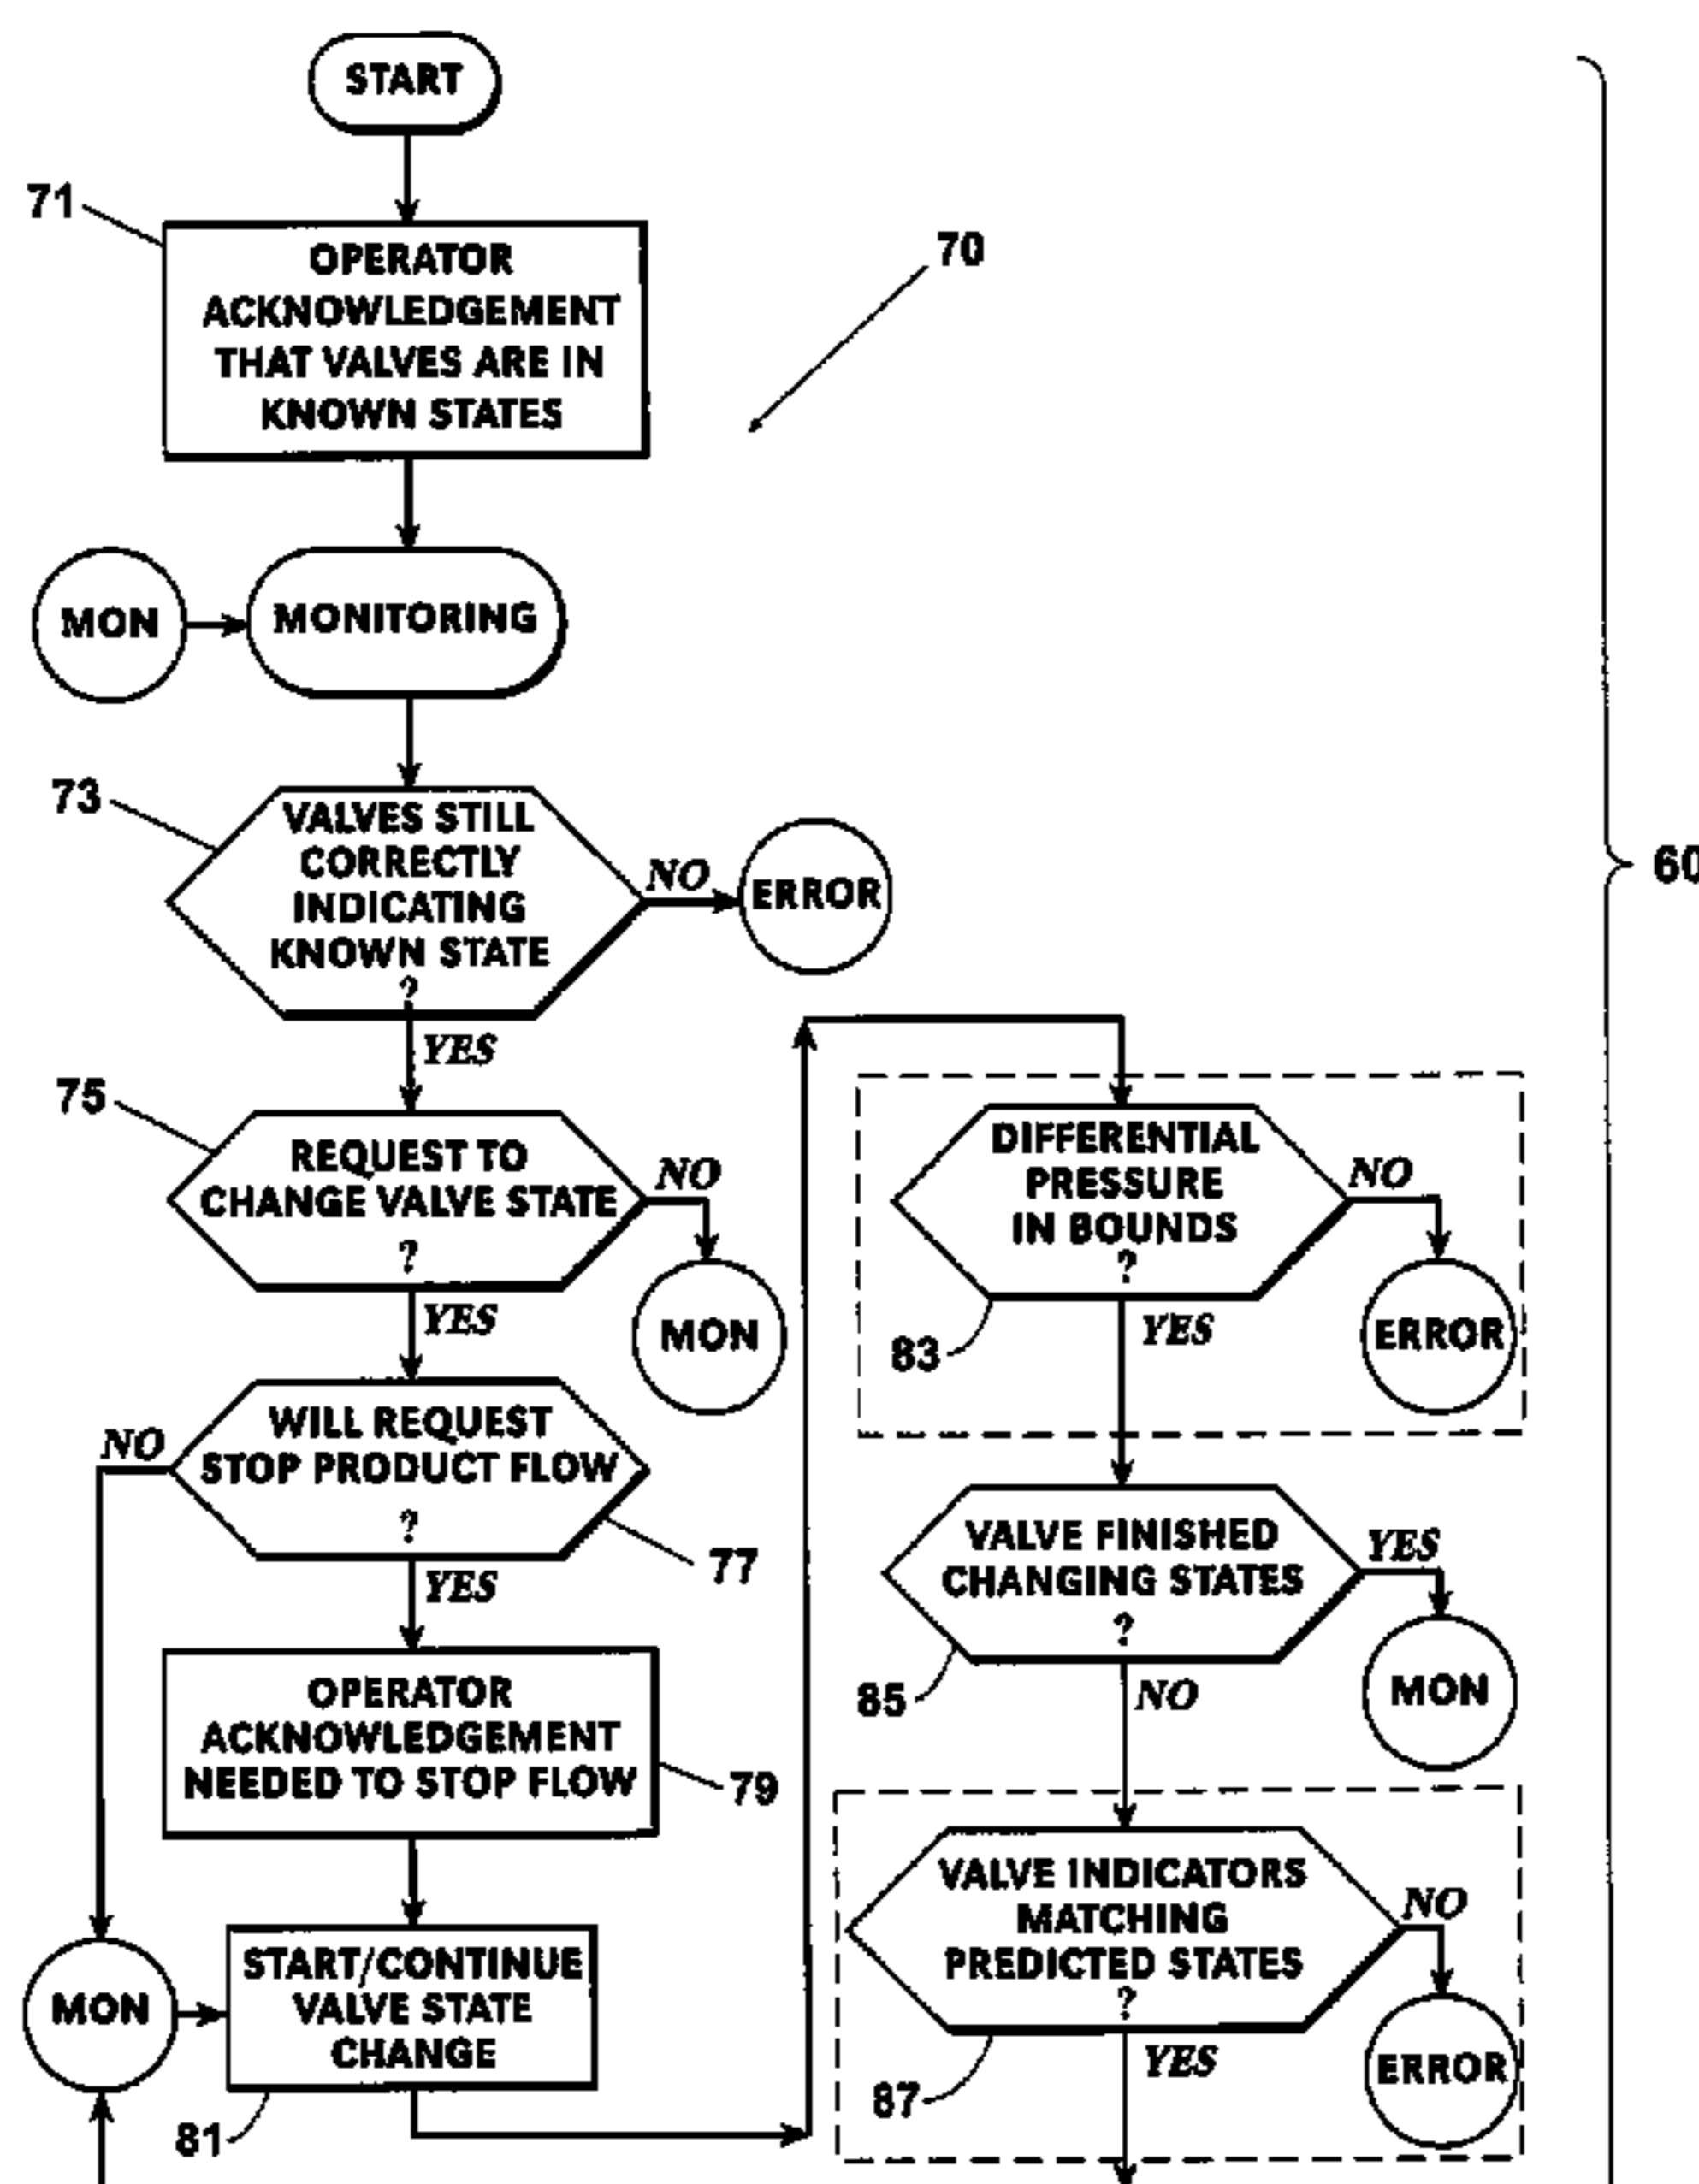 START
71
OPERATOR
ACKNOWLEDGEMENT
THAT VALVES ARE IN
KNOWN STATES
70
MON
MONITORING
73
VALVES STILL
CORRECTLY
INDICATING
KNOWN STATE
?
NO
ERROR
60
YES
75
REQUEST TO
CHANGE VALVE STATE
?
NO
MON
YES
WILL REQUEST
STOP PRODUCT FLOW
?
NO
77
YES
OPERATOR
ACKNOWLEDGEMENT
NEEDED TO STOP FLOW
79
MON
START/CONTINUE
VALVE STATE
CHANGE
81
DIFFERENTIAL
PRESSURE
IN BOUNDS
?
NO
ERROR
83
YES
VALVE FINISHED
CHANGING STATES
?
YES
MON
85
NO
VALVE INDICATORS
MATCHING
PREDICTED STATES
?
NO
ERROR
87
YES